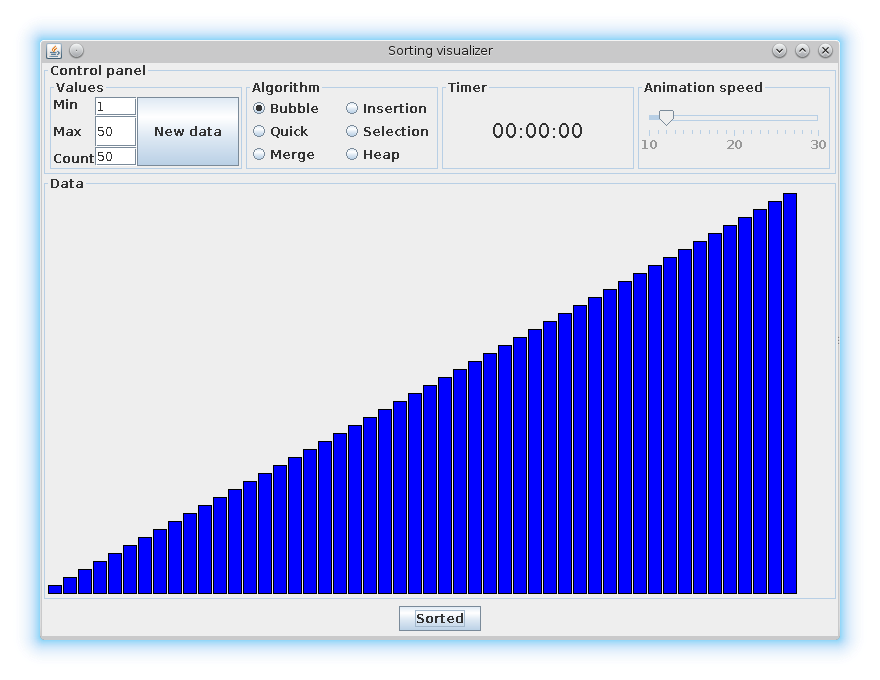 Sorting visualizer
Control panel
Values
Min 1
Max 50
Count 50
New data
Algorithm
Bubble Insertion
Quick Selection
Merge Heap
Timer
00:00:00
Animation speed
10 20 30
Data
Sorted